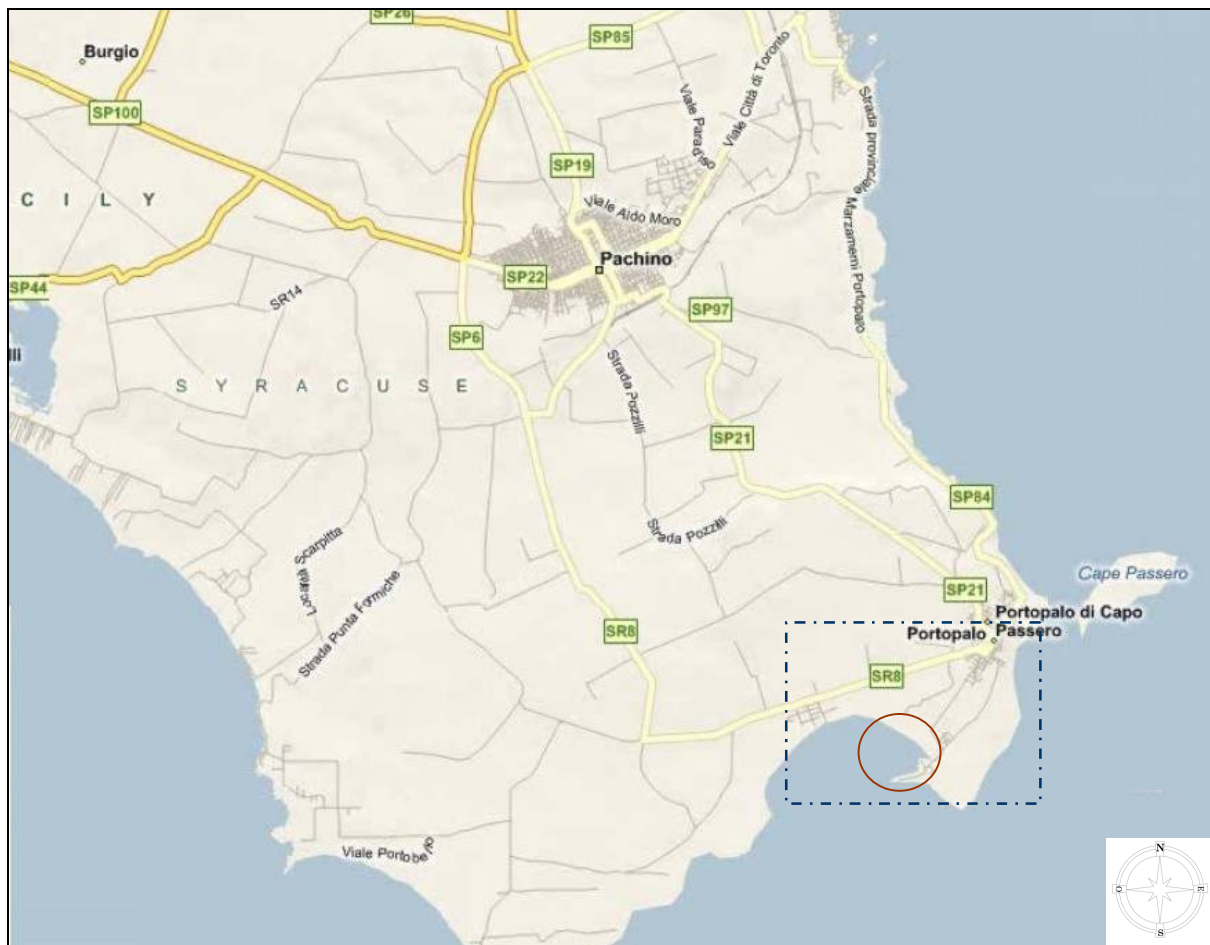 SP26
SP85
Burgio
SP100
Viale Paradiso
Viale Città di Toronto
Strada provinciale Marzamemi Portopalo
SP19
C I L Y
Viale Aldo Moro
Pachino
SP22
SP44
SR14
SP97
SP6
lli
Strada Pozzilli
S Y R A C U S E
SP21
SP84
Strada Pozzilli
Scarpitta
Strada Punta Formiche
Cape Passero
SP21
Portopalo di Capo
Passero
Portopalo
SR8
SR8
Viale Portobello
N
O
E
S